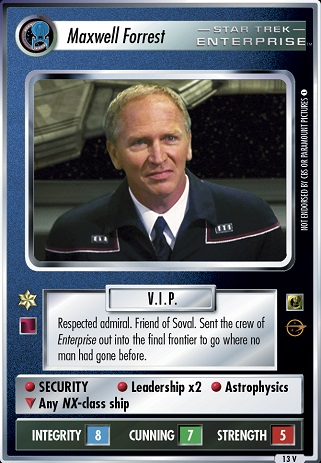 Maxwell Forrest
STAR TREK
ENTERPRISE™
NOT ENDORSED BY CBS OR PARAMOUNT PICTURES
V.I.P.
Respected admiral. Friend of Soval. Sent the crew of
Enterprise out into the final frontier to go where no
man had gone before.
SECURITY Leadership x2 Astrophysics
Any NX-class ship
INTEGRITY 8 CUNNING 7 STRENGTH 5
13 V